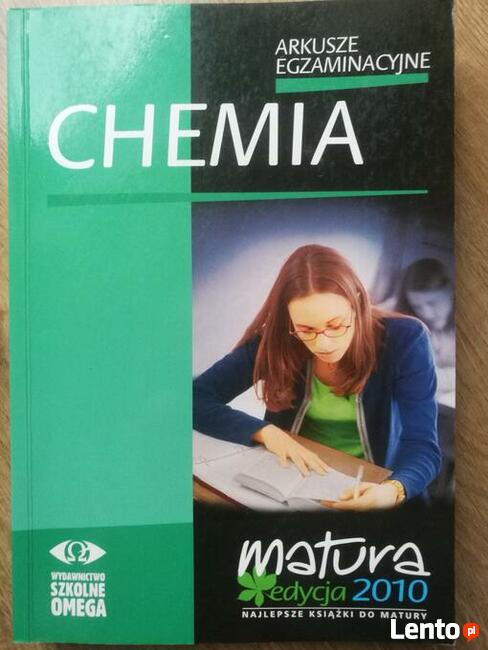 ARKUSZE
EGZAMINACYJNE
CHEMIA
Ω
WYDAWNICTWO
SZKOLNE
OMEGA
matura
edycja 2010
NAJLEPSZE KSIĄŻKI DO MATURY
Lento.pl